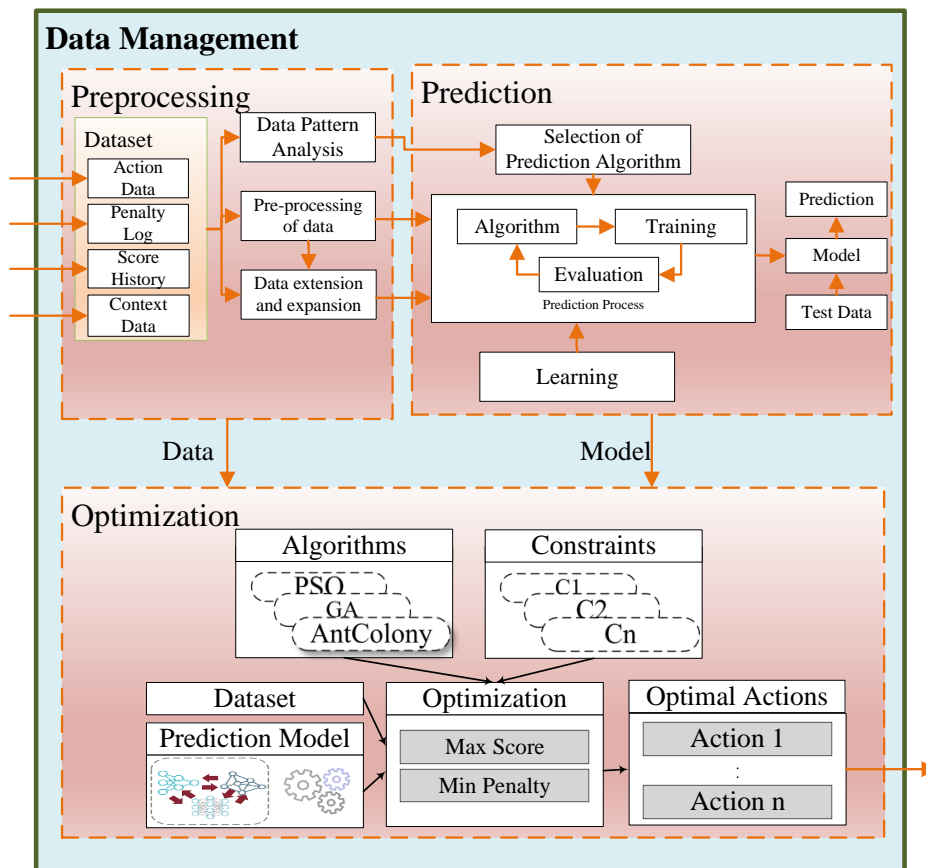 Data Management
Preprocessing
Dataset
Action
Data
Penalty
Log
Score
History
Context
Data
Data Pattern
Analysis
Pre-processing
of data
Data extension
and expansion
Prediction
Selection of
Prediction Algorithm
Algorithm
Training
Evaluation
Prediction Process
Learning
Prediction
Model
Test Data
Data
Model
Optimization
Algorithms
PSO
GA
AntColony
Constraints
C1
C2
Cn
Dataset
Prediction Model
Optimization
Max Score
Min Penalty
Optimal Actions
Action 1
:
Action n